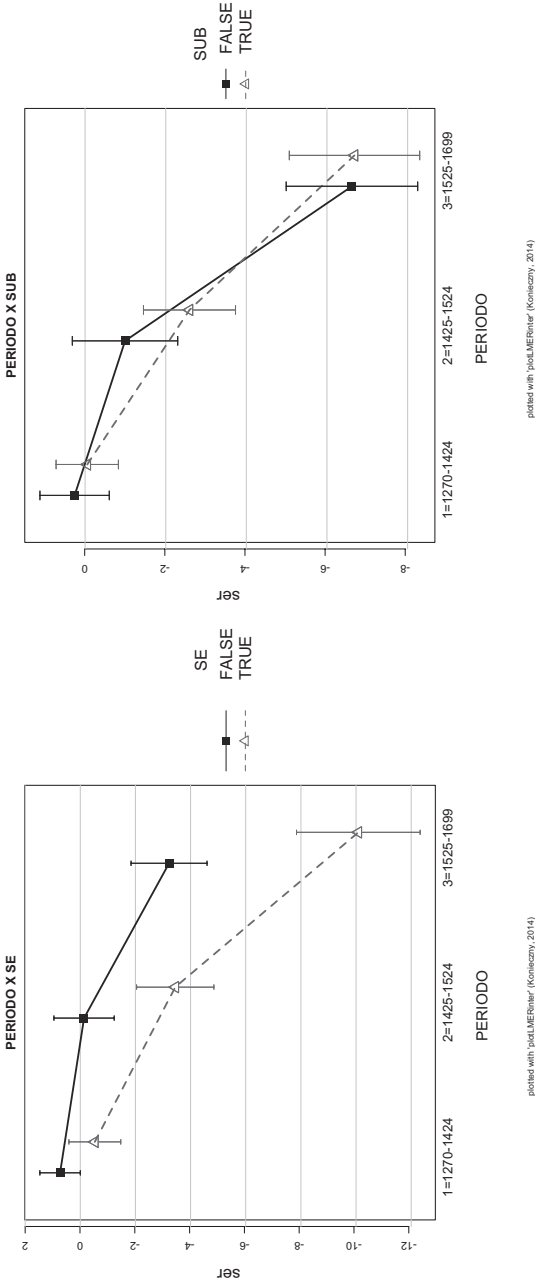 PERIODO X SUB
SUB
FALSE
TRUE
0
-2
-4
-6
-8
ser
1=1270-1424
2=1425-1524
3=1525-1699
PERIODO
plotted with 'plotLMERinter' (Konieczny, 2014)
PERIODO X SE
SE
FALSE
TRUE
2
0
-2
-4
-6
-8
-10
-12
ser
1=1270-1424
2=1425-1524
3=1525-1699
PERIODO
plotted with 'plotLMERinter' (Konieczny, 2014)